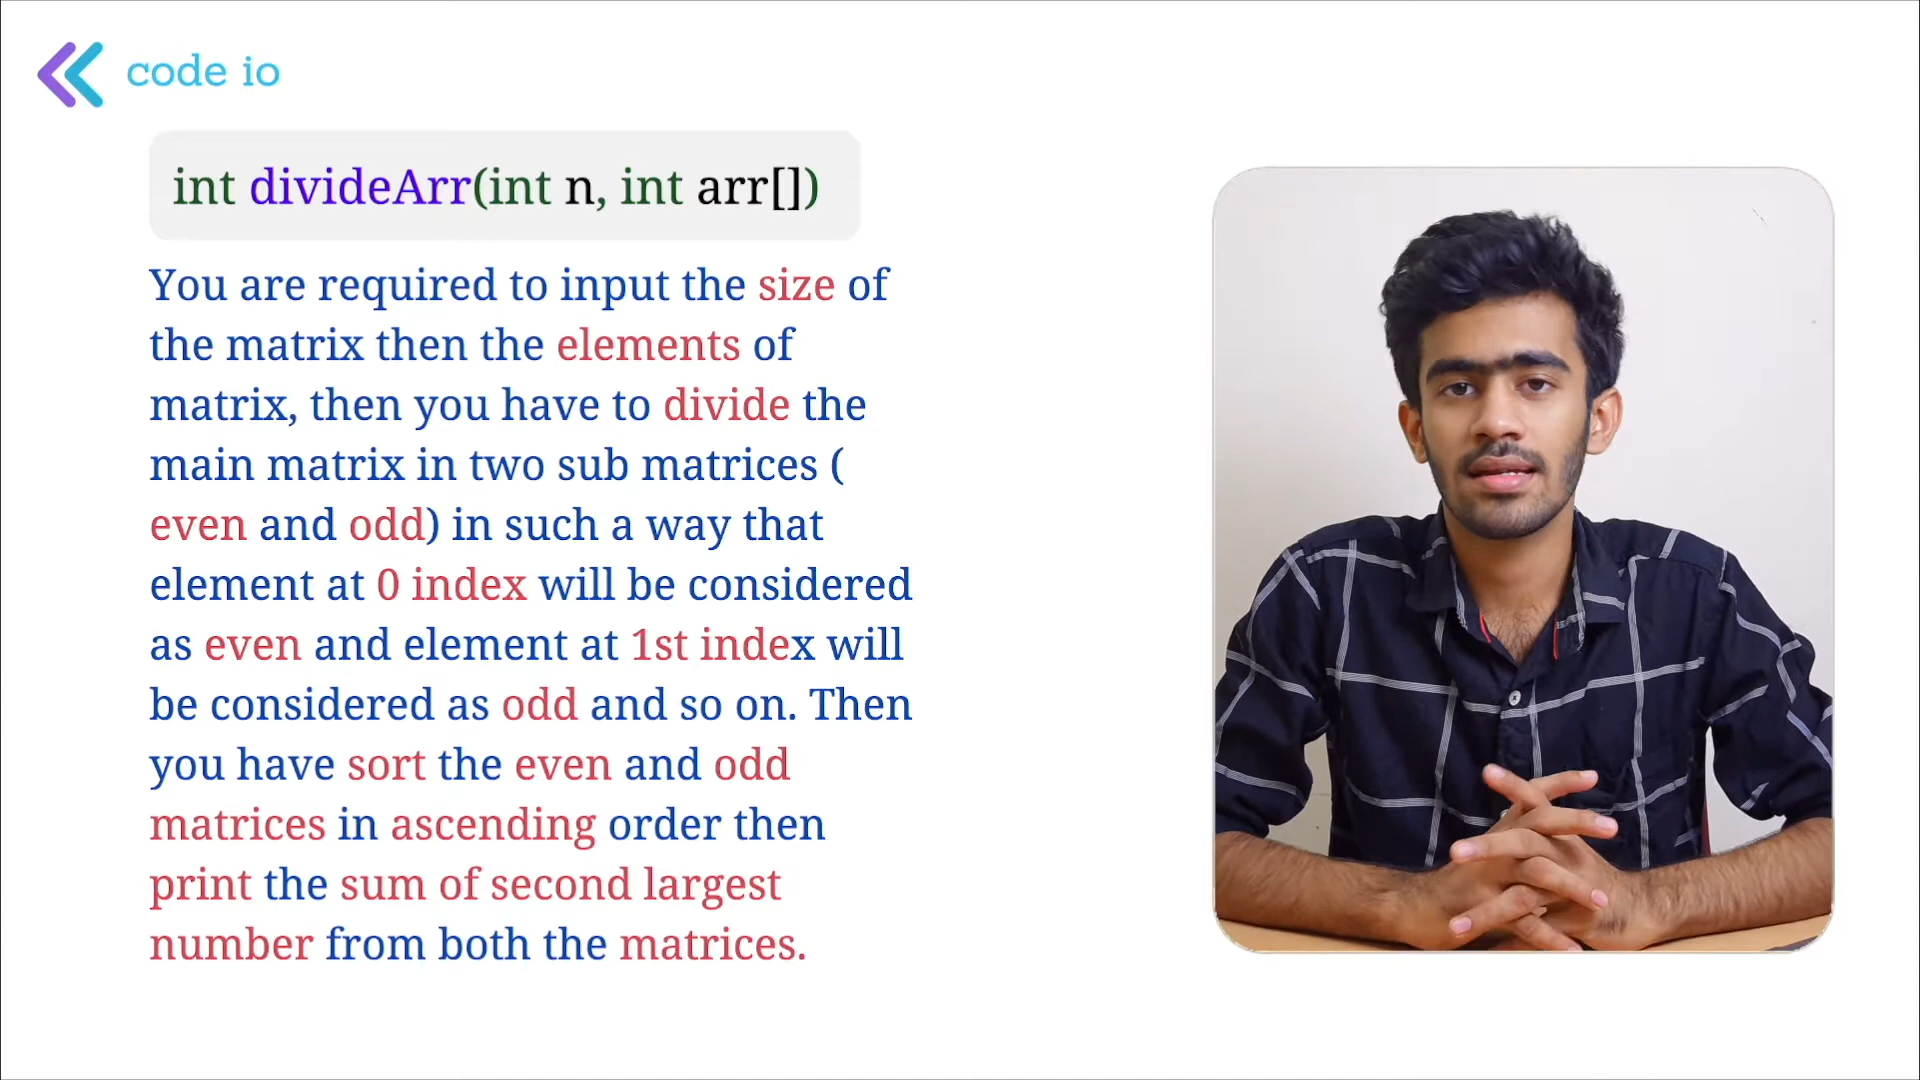 code io
int divideArr(int n, int arr[])
You are required to input the size of
the matrix then the elements of
matrix, then you have to divide the
main matrix in two sub matrices (
even and odd) in such a way that
element at 0 index will be considered
as even and element at 1st index will
be considered as odd and so on. Then
you have sort the even and odd
matrices in ascending order then
print the sum of second largest
number from both the matrices.